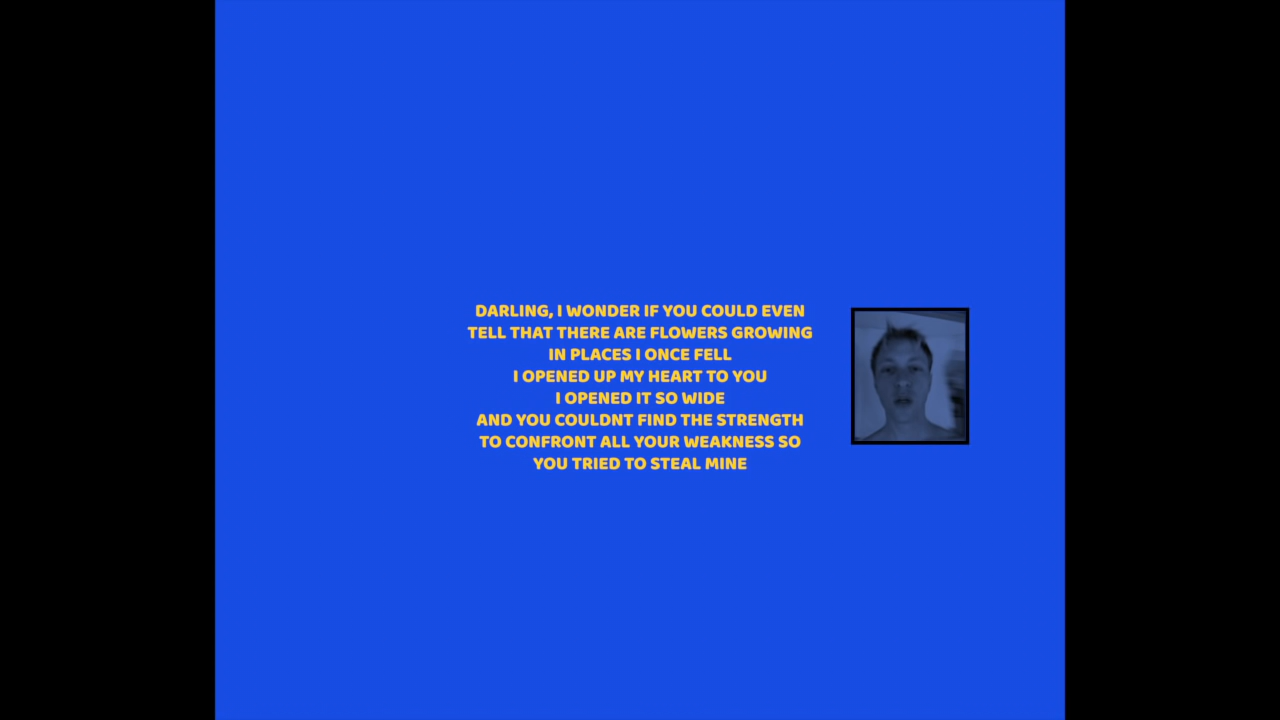 DARLING, I WONDER IF YOU COULD EVEN
TELL THAT THERE ARE FLOWERS GROWING
IN PLACES I ONCE FELL
I OPENED UP MY HEART TO YOU
I OPENED IT SO WIDE
AND YOU COULDNT FIND THE STRENGTH
TO CONFRONT ALL YOUR WEAKNESS SO
YOU TRIED TO STEAL MINE